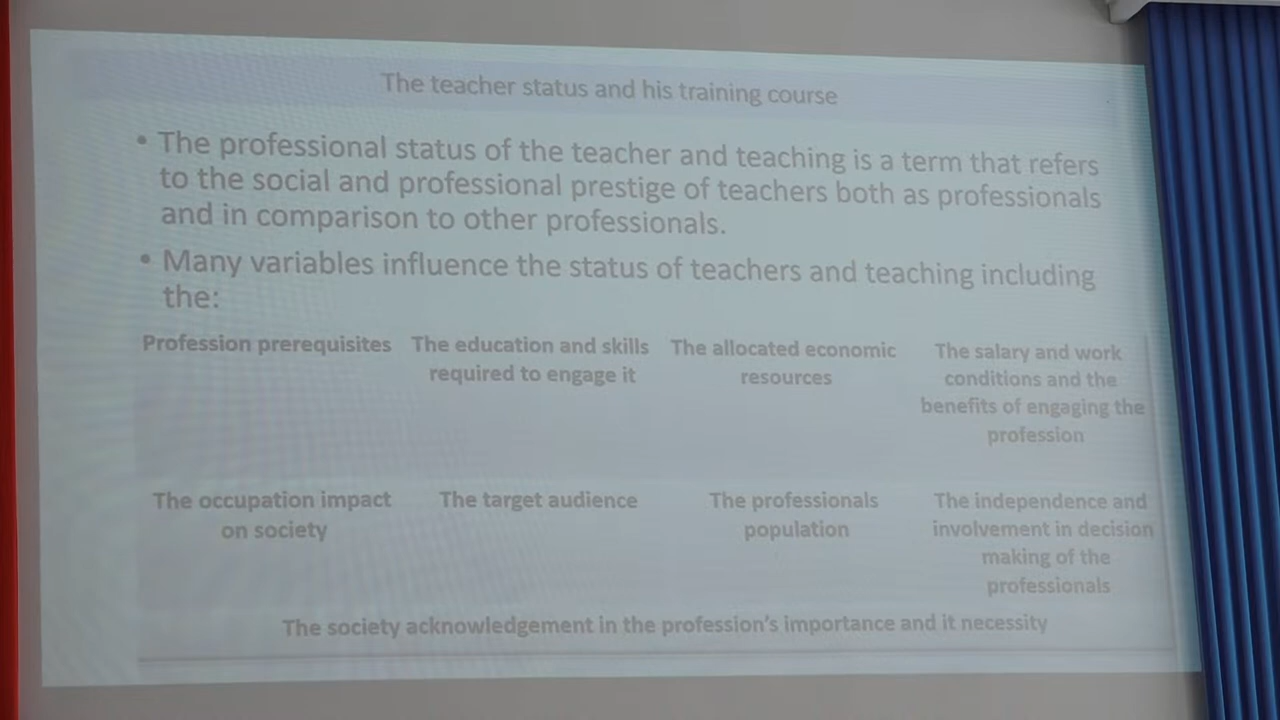 The teacher status and his training course
• The professional status of the teacher and teaching is a term that refers
to the social and professional prestige of teachers both as professionals
and in comparison to other professionals.
• Many variables influence the status of teachers and teaching including
the:
Profession prerequisites
The education and skills
required to engage it
The allocated economic
resources
The salary and work
conditions and the
benefits of engaging the
profession
The occupation impact
on society
The target audience
The professionals
population
The independence and
involvement in decision
making of the
professionals
The society acknowledgement in the profession's importance and it necessity